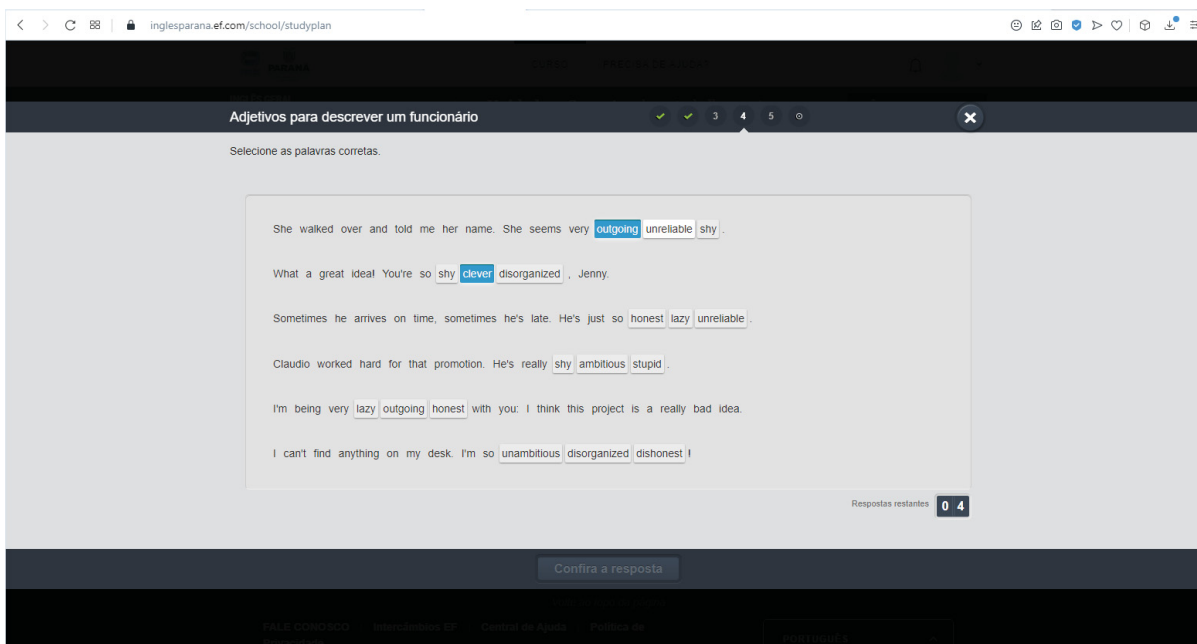 inglesparana.ef.com/school/studyplan
PARANÁ
Adjetivos para descrever um funcionário
3 4 5
Selecione as palavras corretas.
She walked over and told me her name. She seems very outgoing unreliable shy .
What a great idea! You're so shy clever disorganized , Jenny.
Sometimes he arrives on time, sometimes he's late. He's just so honest lazy unreliable .
Claudio worked hard for that promotion. He's really shy ambitious stupid .
I'm being very lazy outgoing honest with you: I think this project is a really bad idea.
I can't find anything on my desk. I'm so unambitious disorganized dishonest !
Respostas restantes 0 4
Confira a resposta
FALE CONOSCO Intercâmbios EF Central de Ajuda Política de
Privacidade
PORTUGUÊS